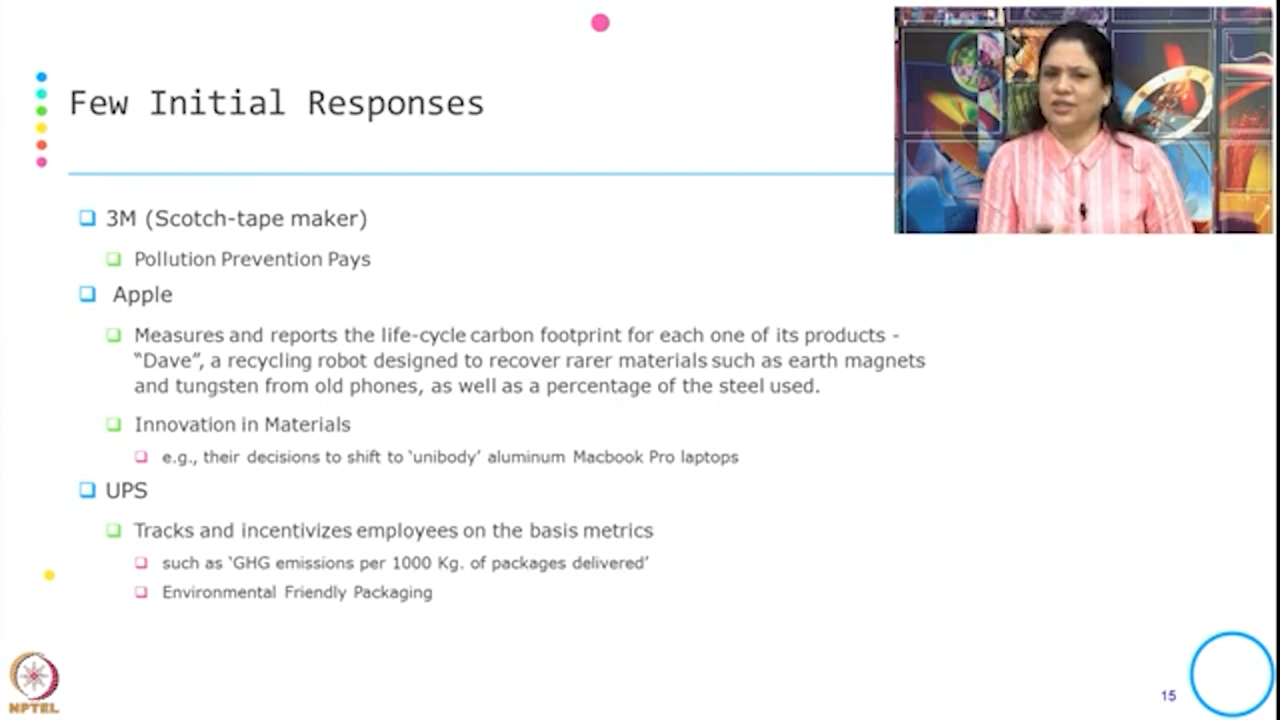 Few Initial Responses
3M (Scotch-tape maker)
Pollution Prevention Pays
Apple
Measures and reports the life-cycle carbon footprint for each one of its products -
“Dave”, a recycling robot designed to recover rarer materials such as earth magnets
and tungsten from old phones, as well as a percentage of the steel used.
Innovation in Materials
e.g., their decisions to shift to ‘unibody’ aluminum Macbook Pro laptops
UPS
Tracks and incentivizes employees on the basis metrics
such as ‘GHG emissions per 1000 Kg. of packages delivered’
Environmental Friendly Packaging
NPTEL
15